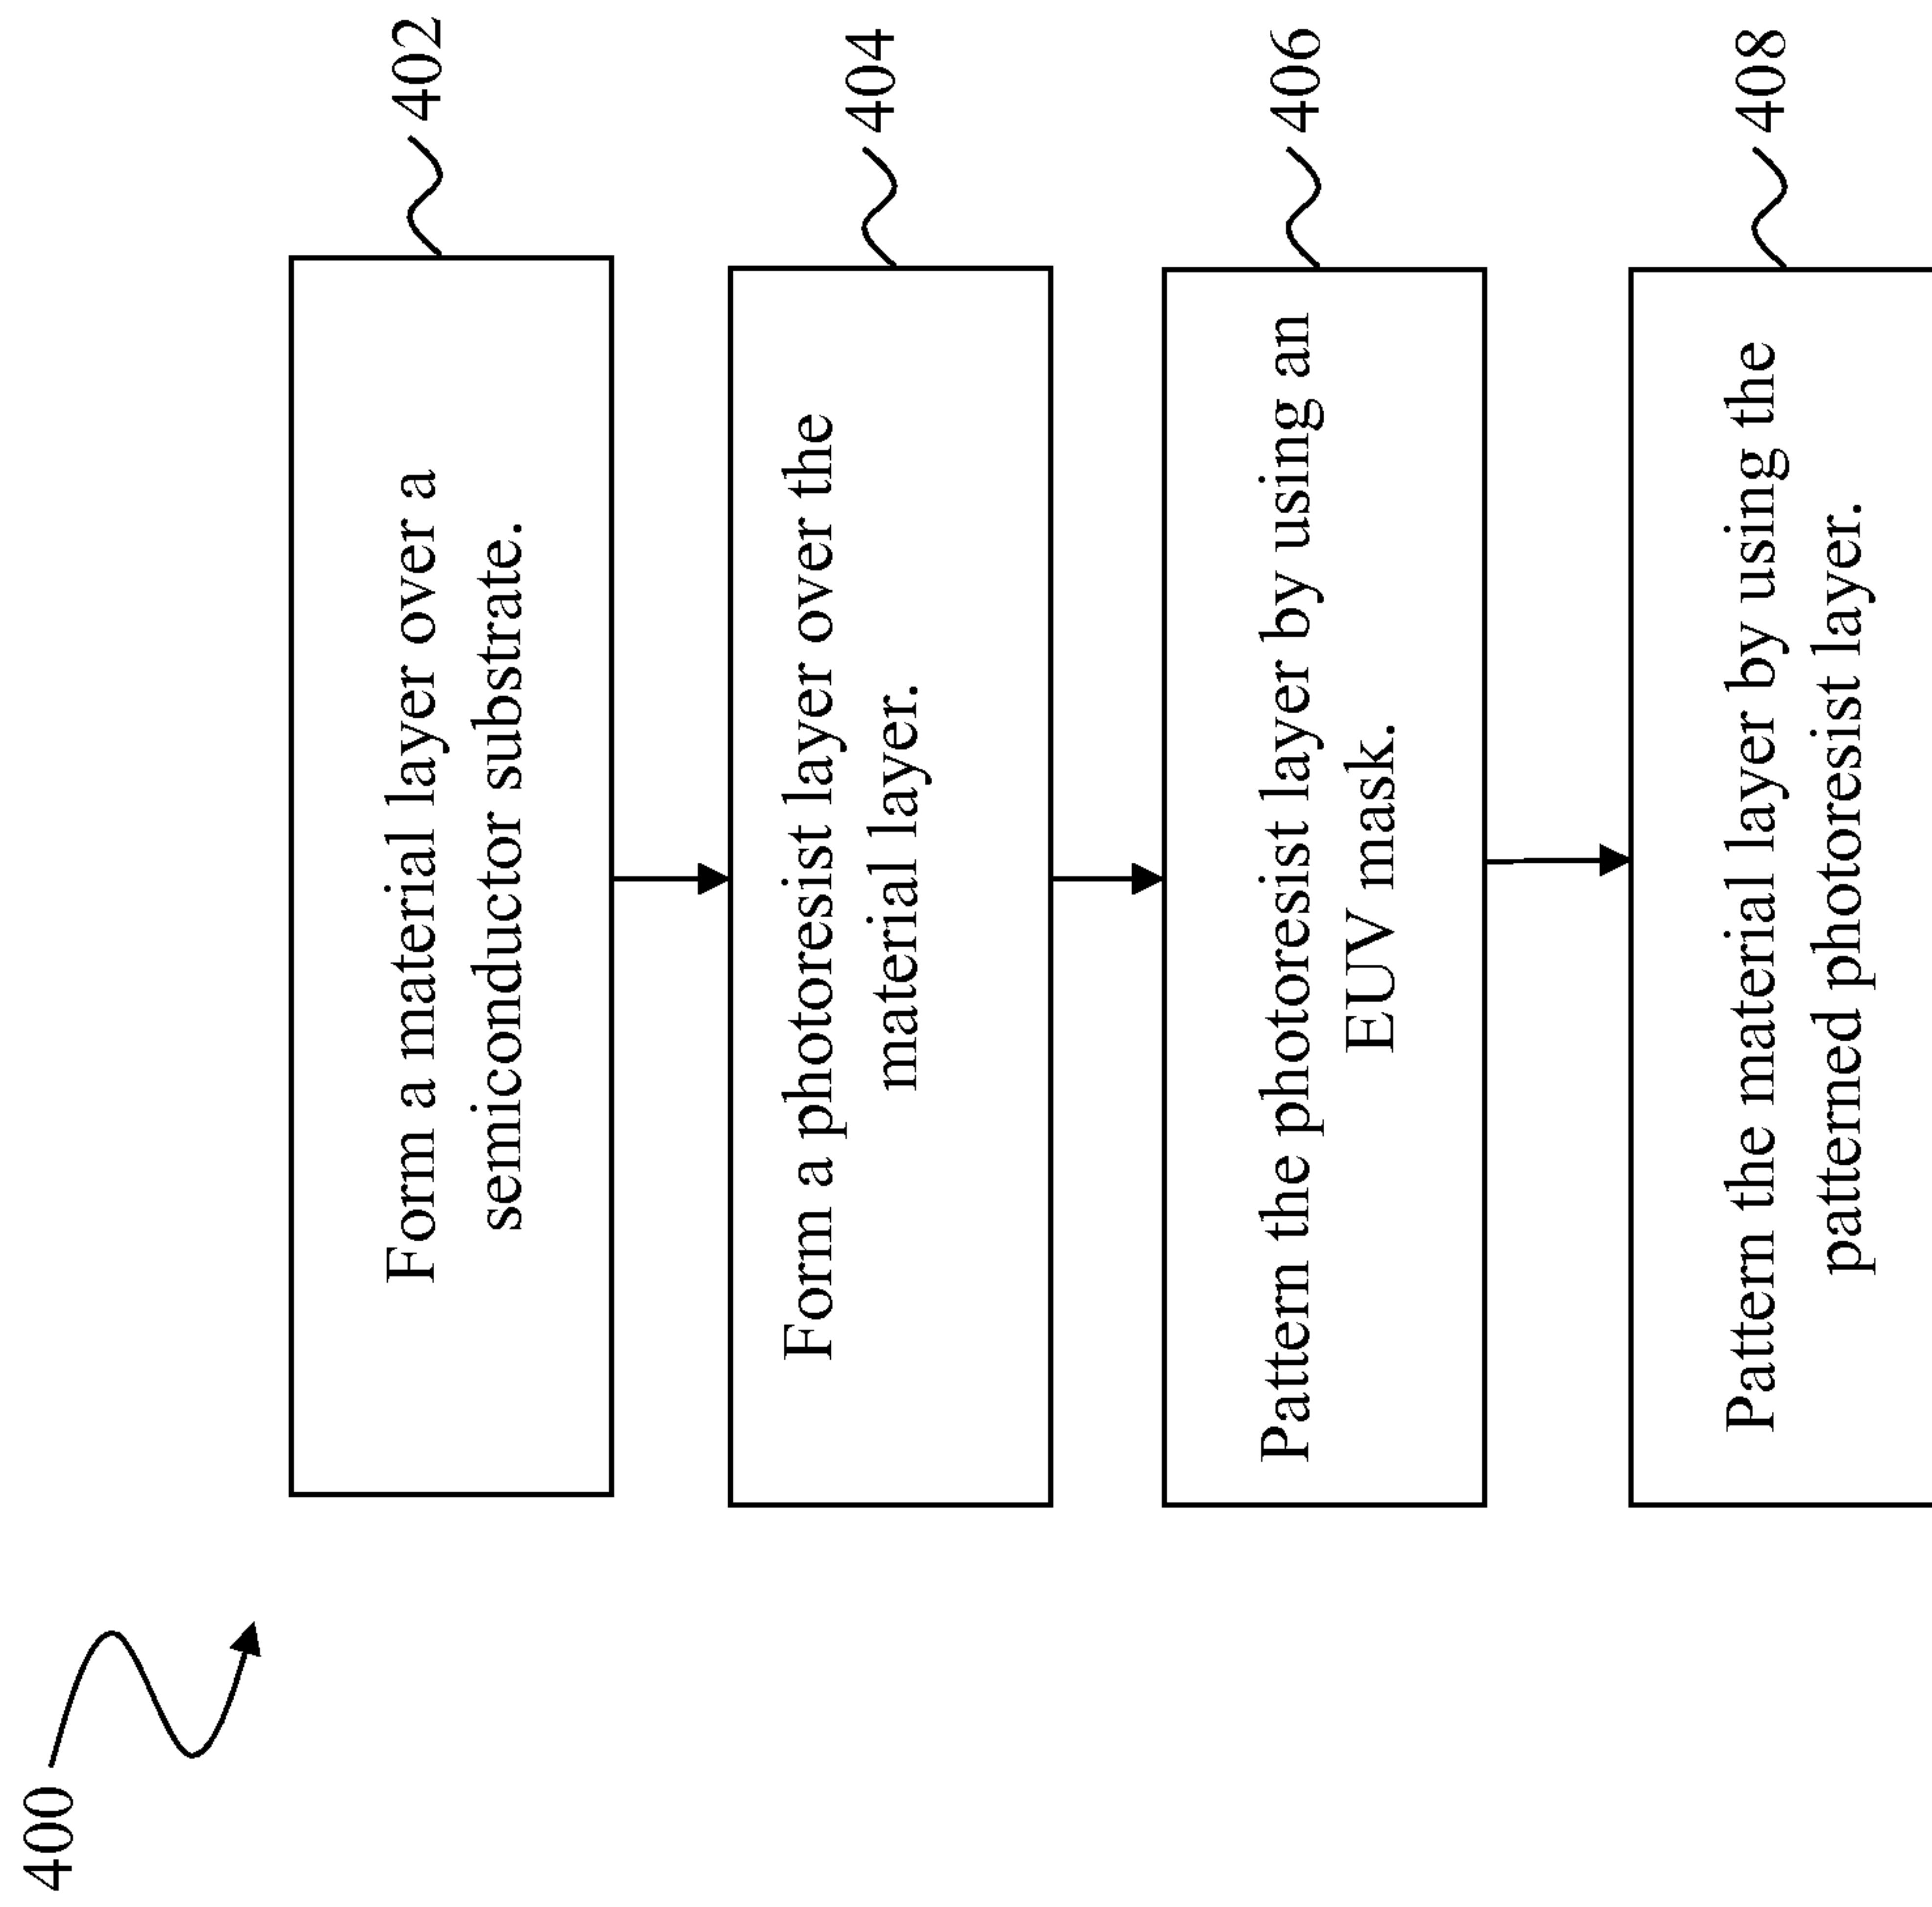 400
402
Form a material layer over a
semiconductor substrate.
404
Form a photoresist layer over the
material layer.
406
Pattern the photoresist layer by using an
EUV mask.
408
Pattern the material layer by using the
patterned photoresist layer.